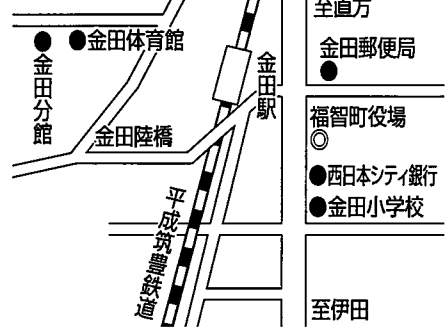 至直方
金田体育館
金田分館
金田郵便局
金田駅
福智町役場
金田陸橋
西日本シティ銀行
金田小学校
平成筑豊鉄道
至伊田